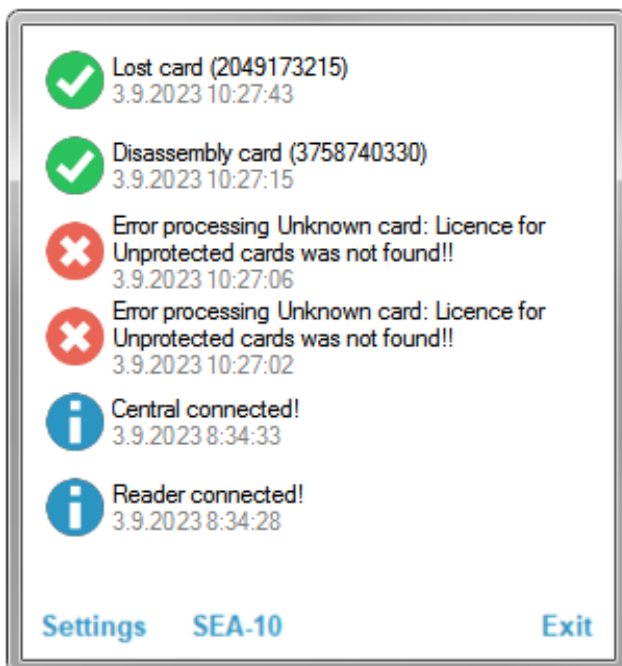 Lost card (2049173215)
3.9.2023 10:27:43
Disassembly card (3758740330)
3.9.2023 10:27:15
Error processing Unknown card: Licence for
Unprotected cards was not found!!
3.9.2023 10:27:06
Error processing Unknown card: Licence for
Unprotected cards was not found!!
3.9.2023 10:27:02
Central connected!
3.9.2023 8:34:33
Reader connected!
3.9.2023 8:34:28
Settings SEA-10 Exit